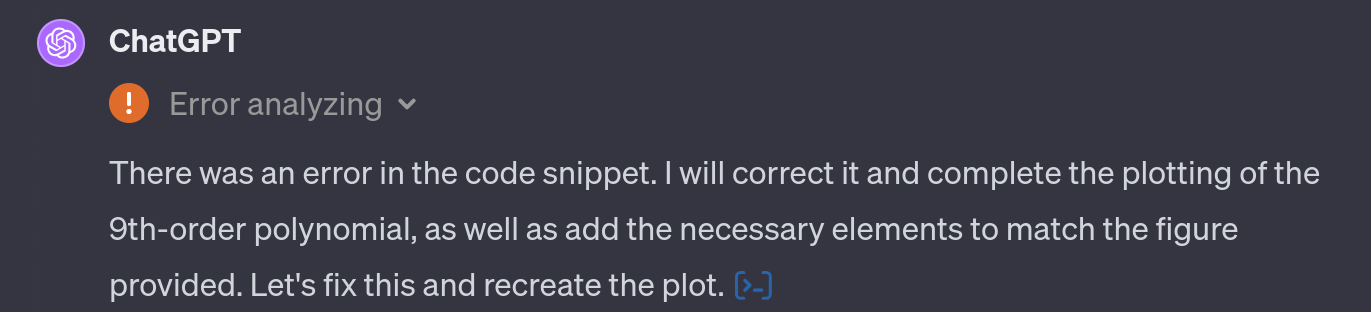 ChatGPT
Error analyzing
There was an error in the code snippet. I will correct it and complete the plotting of the
9th-order polynomial, as well as add the necessary elements to match the figure
provided. Let's fix this and recreate the plot. [>_]